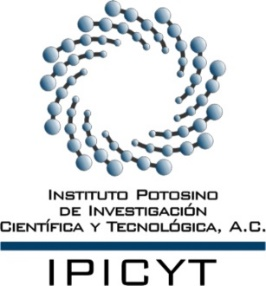 Instituto Potosino
de Investigación
Científica y Tecnológica, A.C.
IPICYT